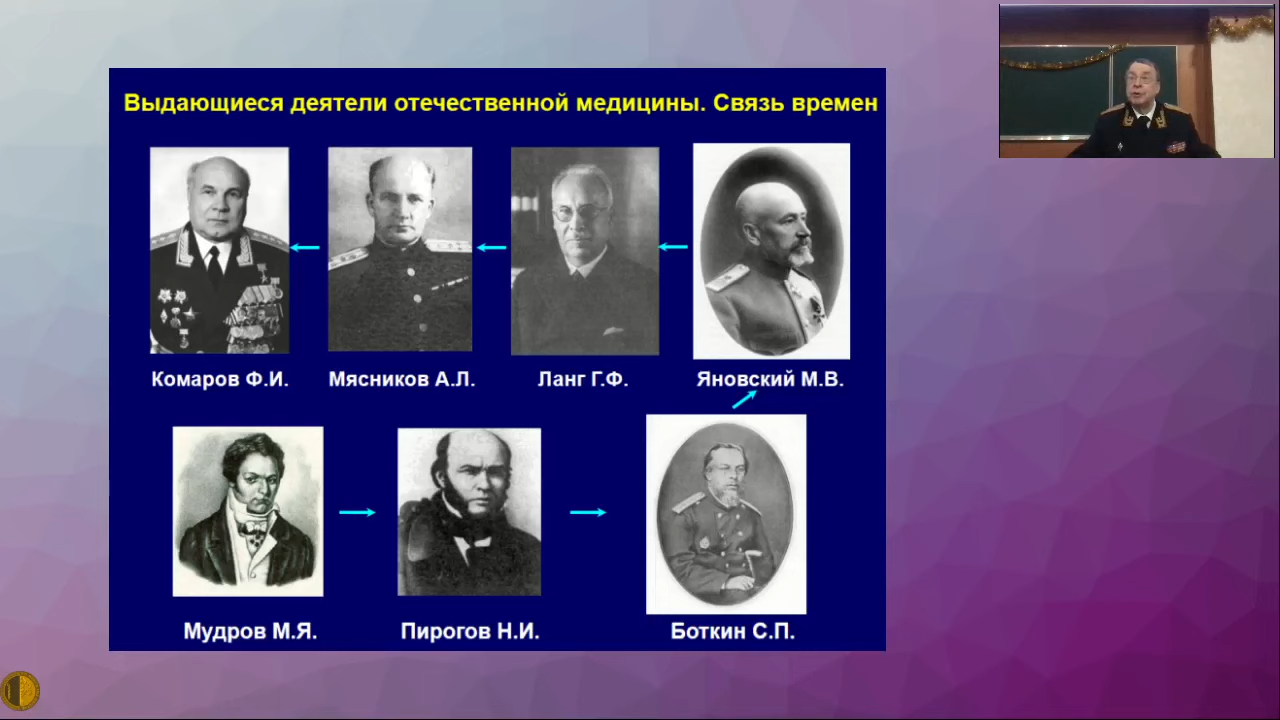 Выдающиеся деятели отечественной медицины. Связь времен
Комаров Ф.И.
Мясников А.Л.
Ланг Г.Ф.
Яновский М.В.
Мудров М.Я.
Пирогов Н.И.
Боткин С.П.